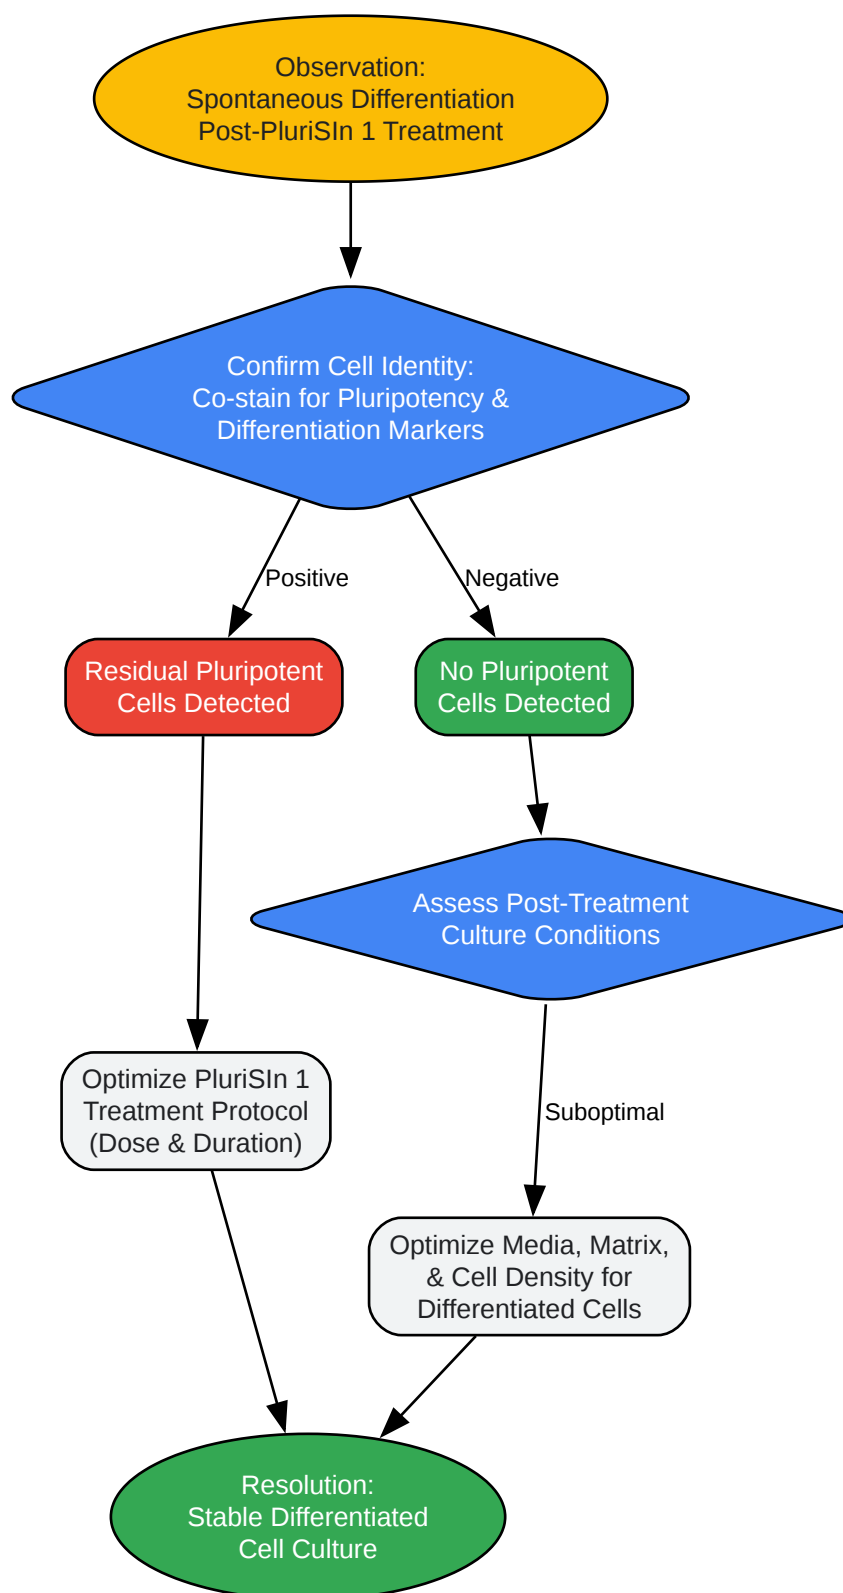 Observation:
Spontaneous Differentiation
Post-PluriSIn 1 Treatment
Confirm Cell Identity:
Co-stain for Pluripotency &
Differentiation Markers
Positive
Negative
Residual Pluripotent
Cells Detected
No Pluripotent
Cells Detected
Assess Post-Treatment
Culture Conditions
Optimize PluriSIn 1
Treatment Protocol
(Dose & Duration)
Suboptimal
Optimize Media, Matrix,
& Cell Density for
Differentiated Cells
Resolution:
Stable Differentiated
Cell Culture